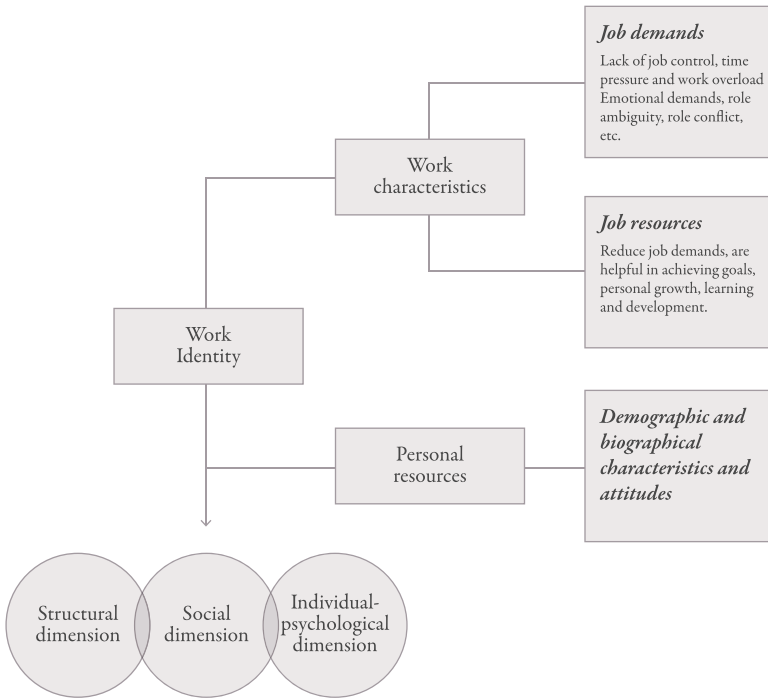 Job demands
Lack of job control, time
pressure and work overload
Emotional demands, role
ambiguity, role conflict,
etc.
Work
characteristics
Job resources
Reduce job demands, are
helpful in achieving goals,
personal growth, learning
and development.
Work
Identity
Demographic and
biographical
characteristics and
attitudes
Personal
resources
Structural
dimension
Social
dimension
Individual-
psychological
dimension